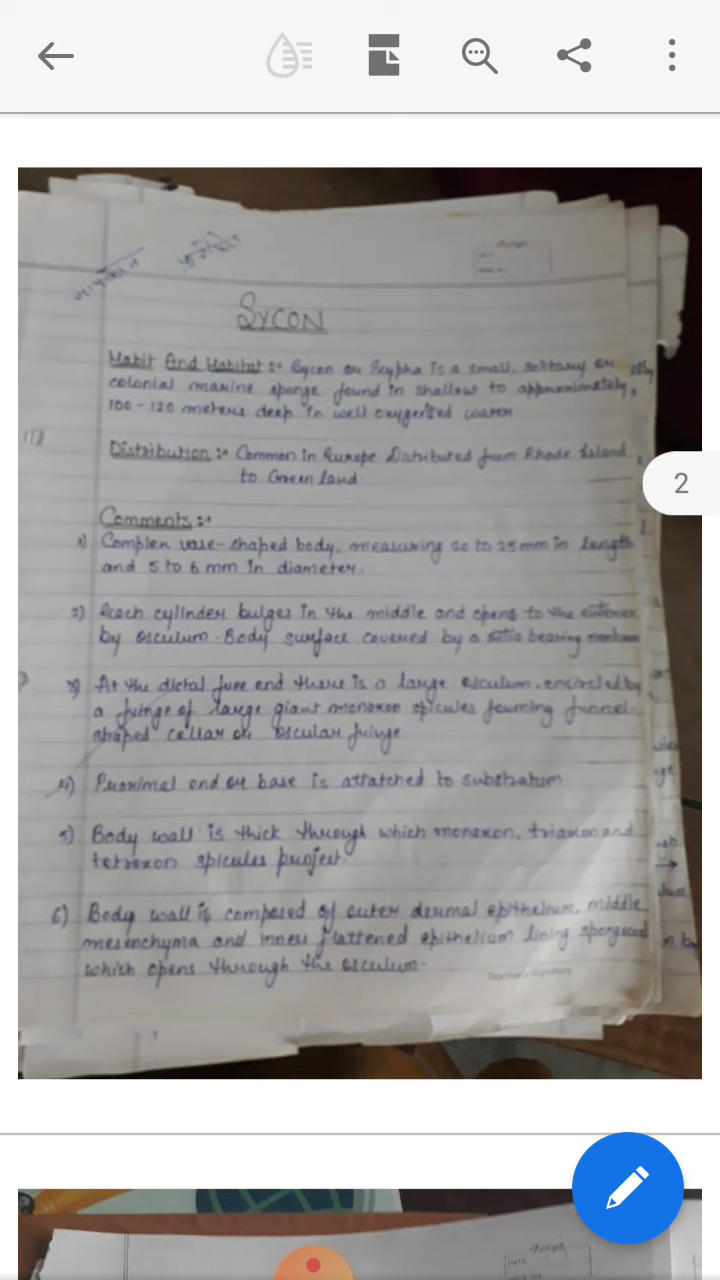 2
SYCON
Habit And Habitat :- Sycon or Scypha is a small, solitary or
colonial marine sponge found in shallow to approximately,
100-120 meters deep in well oxygented water
Distribution :- Common in Europe Distributed from Rhode Island
to Green land.
Comments :-
1) Complex vase-shaped body, measuring 20 to 25 mm in length
and 5 to 6 mm in diameter.
2) Each cylinder bulges in the middle and opens to the
by osculum. Body surface covered by a bearing
3) At the distal free end there is a large osculum, encircled by
a fringe of large giant monaxon spicules forming funnel-
shaped collar or oscular fringe
4) Proximal end or base is attatched to substratum
5) Body wall is thick through which monaxon, triaxon and
tetraxon spicules project.
6) Body wall is composed of outer dermal epithelium, middle
mesenchyma and inner flattened epithelium lining
which opens through the osculum.
Teacher's Signature